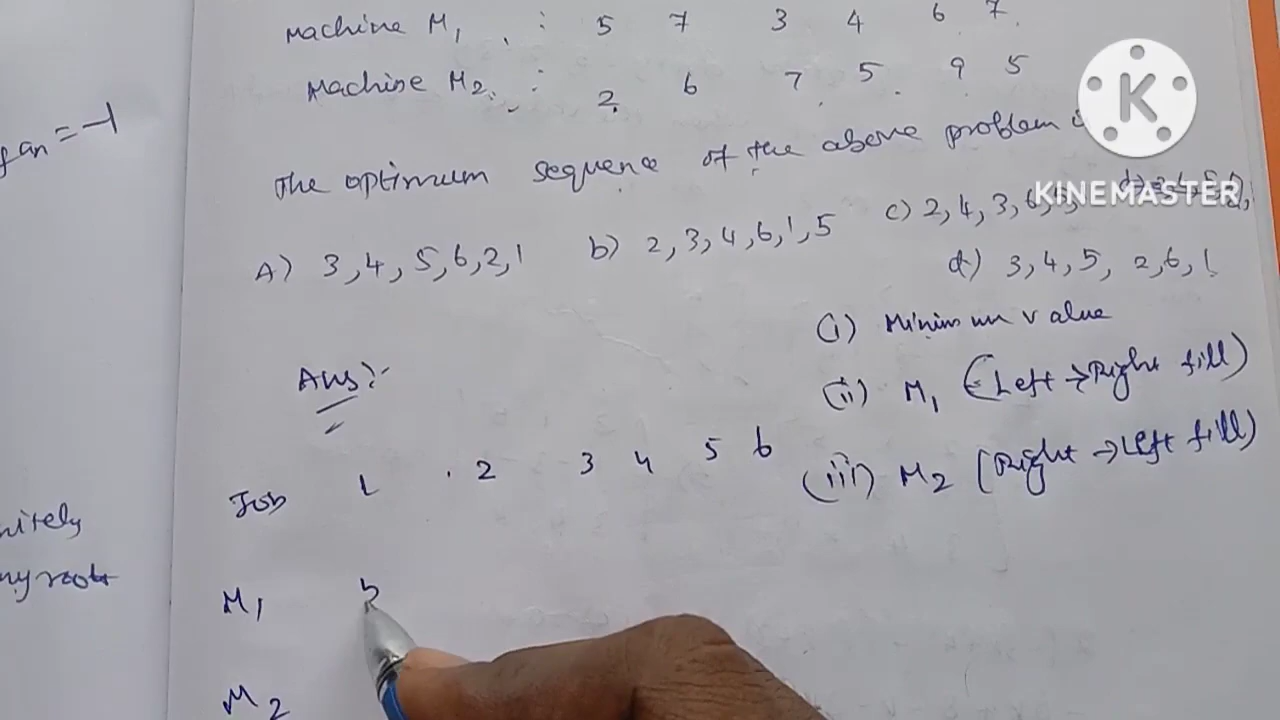 Machine M1 : 5 7 3 4 6 7
Machine M2 : 2 6 7 5 9 5
fan = -1
The optimum sequence of the above problem
A) 3,4,5,6,2,1 b) 2,3,4,6,1,5 c) 2,4,3,6,
d) 3,4,5,2,6,1
(i) Minimum value
Ans:-
(ii) M1 (Left → Right fill)
(iii) M2 (Right → Left fill)
Job 1 2 3 4 5 6
nitely
M1 5
M2
K
KINEMASTER